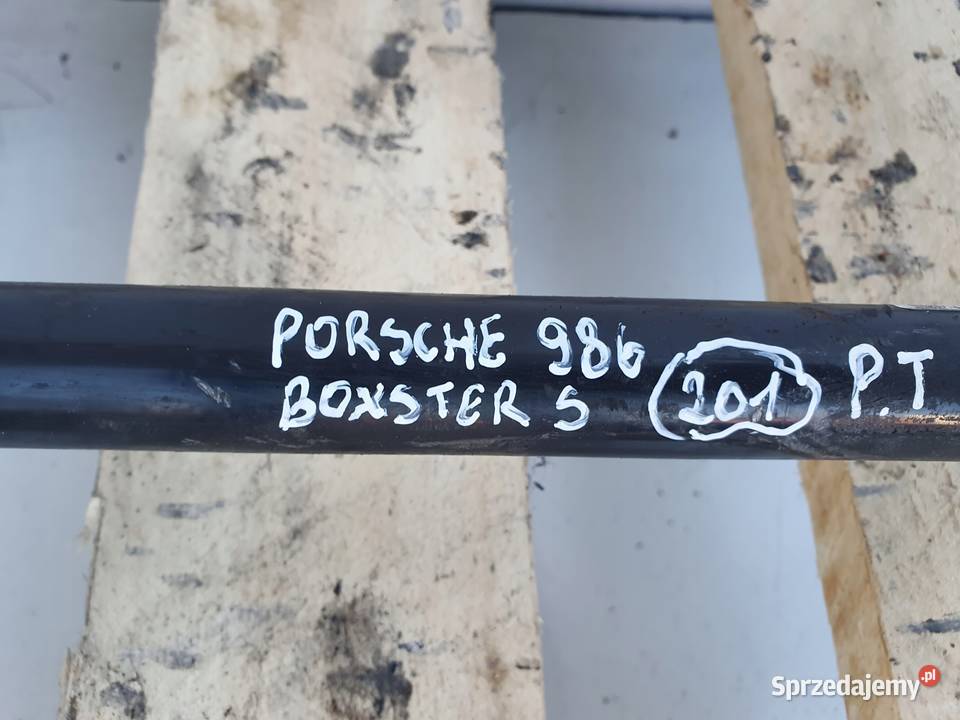 PORSCHE 986
BOXSTER S 201 P.T
Sprzedajemy.pl